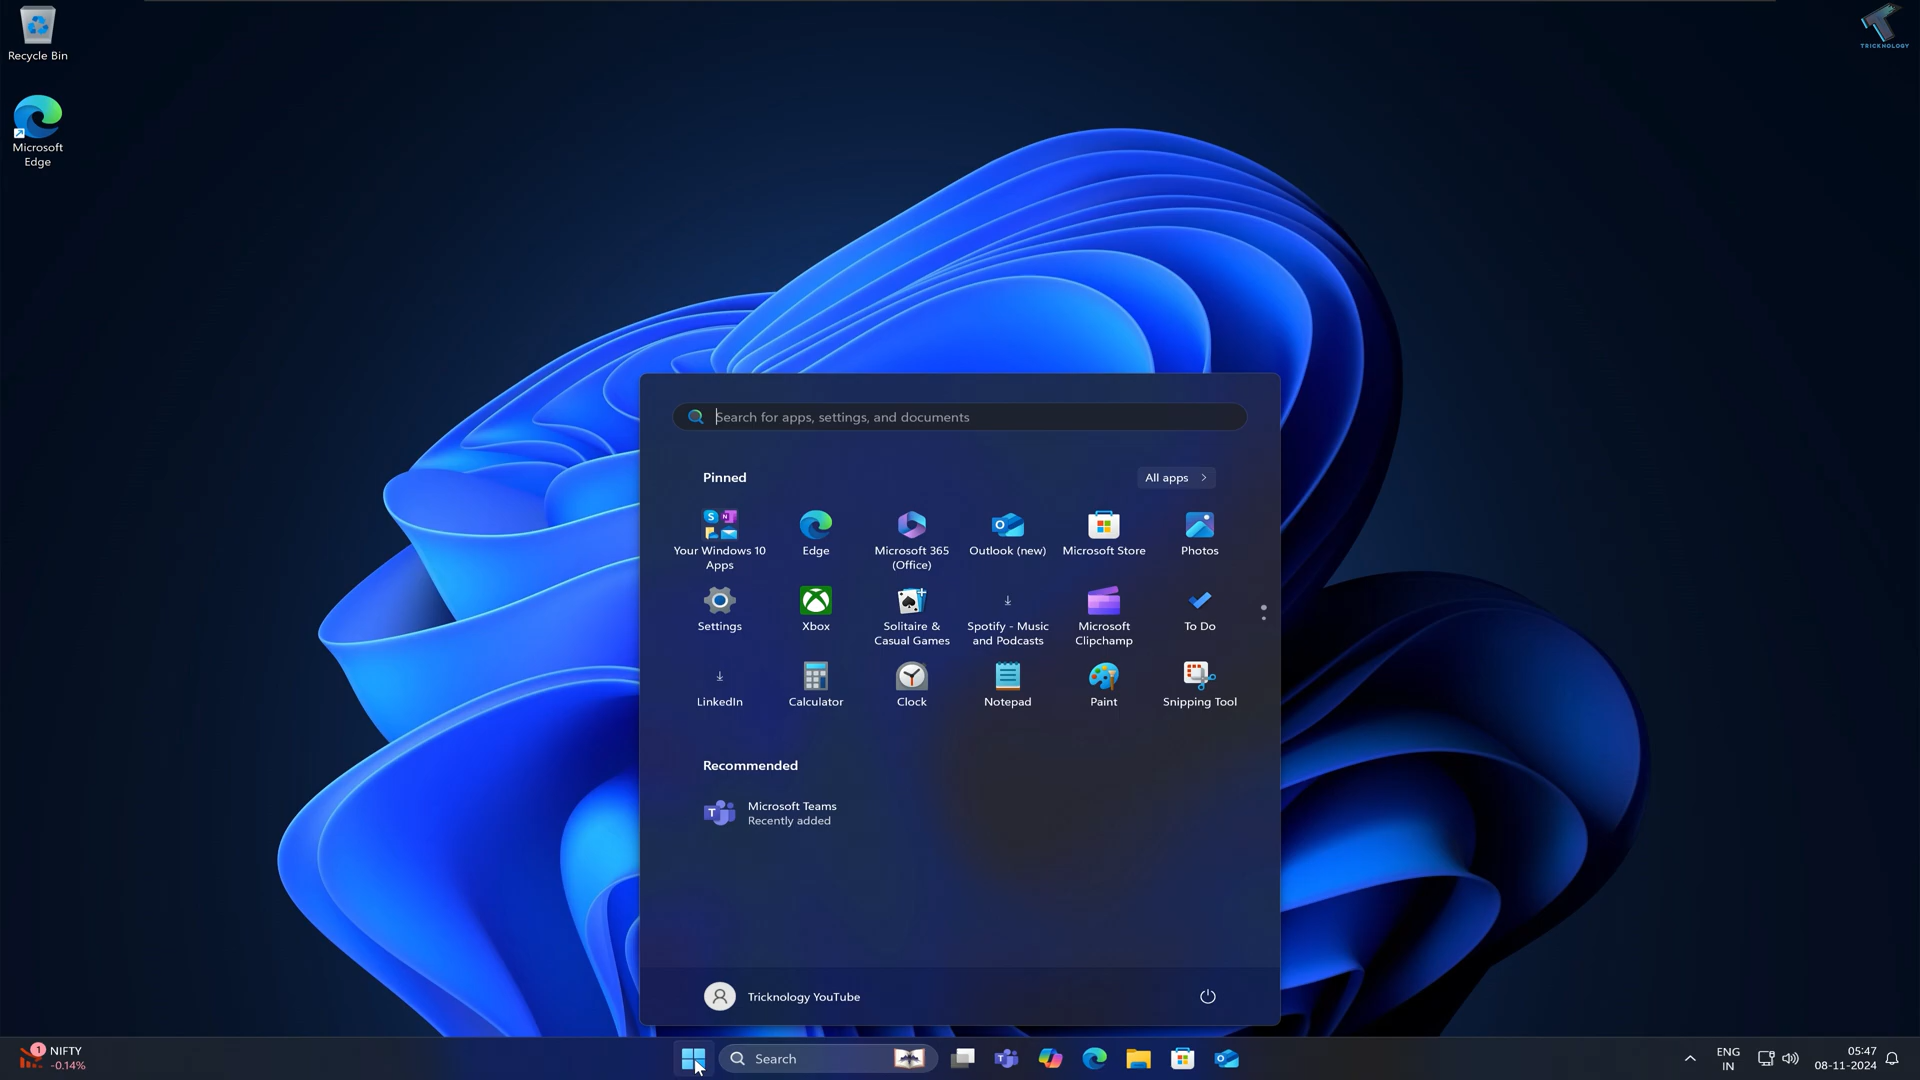 Recycle Bin
TRICKNOLOGY
Microsoft
Edge
Search for apps, settings, and documents
Pinned
All apps
Your Windows 10
Apps
Edge
Microsoft 365
(Office)
Outlook (new)
Microsoft Store
Photos
Settings
Xbox
Solitaire &
Casual Games
Spotify - Music
and Podcasts
Microsoft
Clipchamp
To Do
LinkedIn
Calculator
Clock
Notepad
Paint
Snipping Tool
Recommended
Microsoft Teams
Recently added
Tricknology YouTube
1
NIFTY
-0.14%
Search
ENG
IN
05:47
08-11-2024